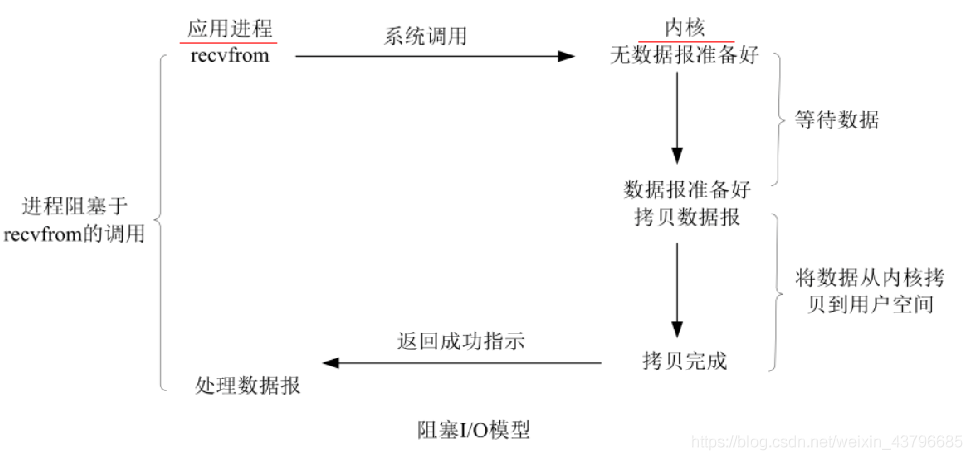 应用进程
系统调用
内核
recvfrom
无数据报准备好
等待数据
数据报准备好
拷贝数据报
进程阻塞于
recvfrom的调用
将数据从内核拷
贝到用户空间
返回成功指示
拷贝完成
处理数据报
阻塞I/O模型
https://blog.csdn.net/weixin_43796685